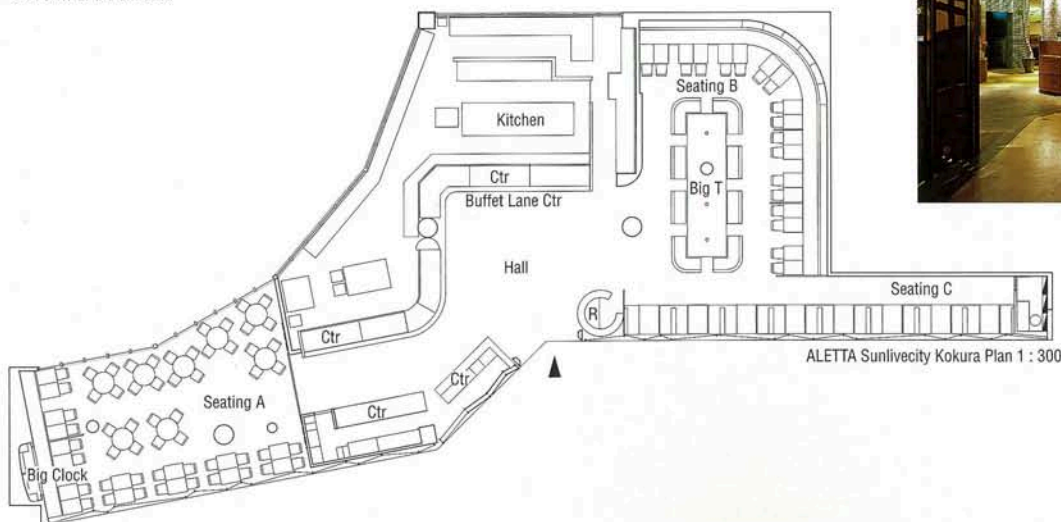 Seating B
Kitchen
Ctr
Big T
Buffet Lane Ctr
Hall
Seating C
R
Ctr
ALETTA Sunlivecity Kokura Plan 1 : 300
Ctr
Seating A
Ctr
Big Clock